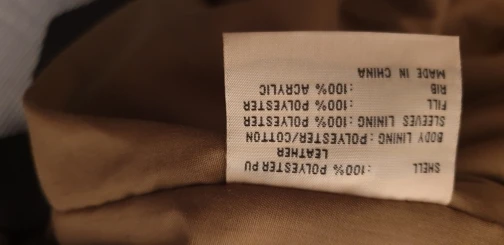 SHELL :100% POLYESTER PU
LEATHER
BODY LINING :POLYESTER/COTTON
SLEEVES LINING :100% POLYESTER
FILL :100% POLYESTER
RIB :100% ACRYLIC
MADE IN CHINA